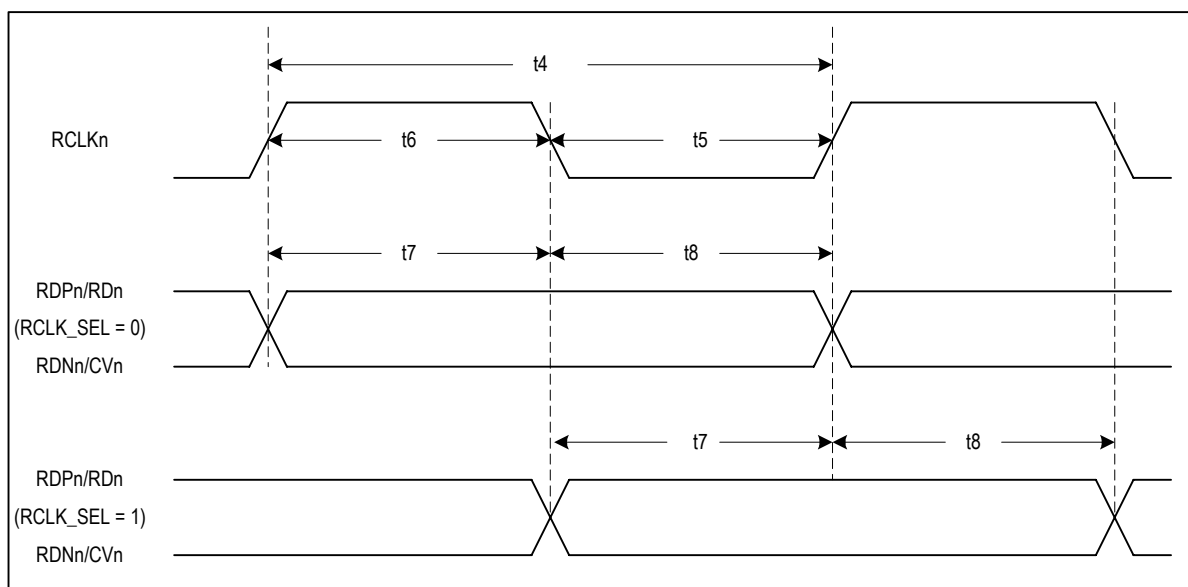 t4
RCLKn
t6
t5
t7
t8
RDPn/RDn
(RCLK_SEL = 0)
RDNn/CVn
t7
t8
RDPn/RDn
(RCLK_SEL = 1)
RDNn/CVn